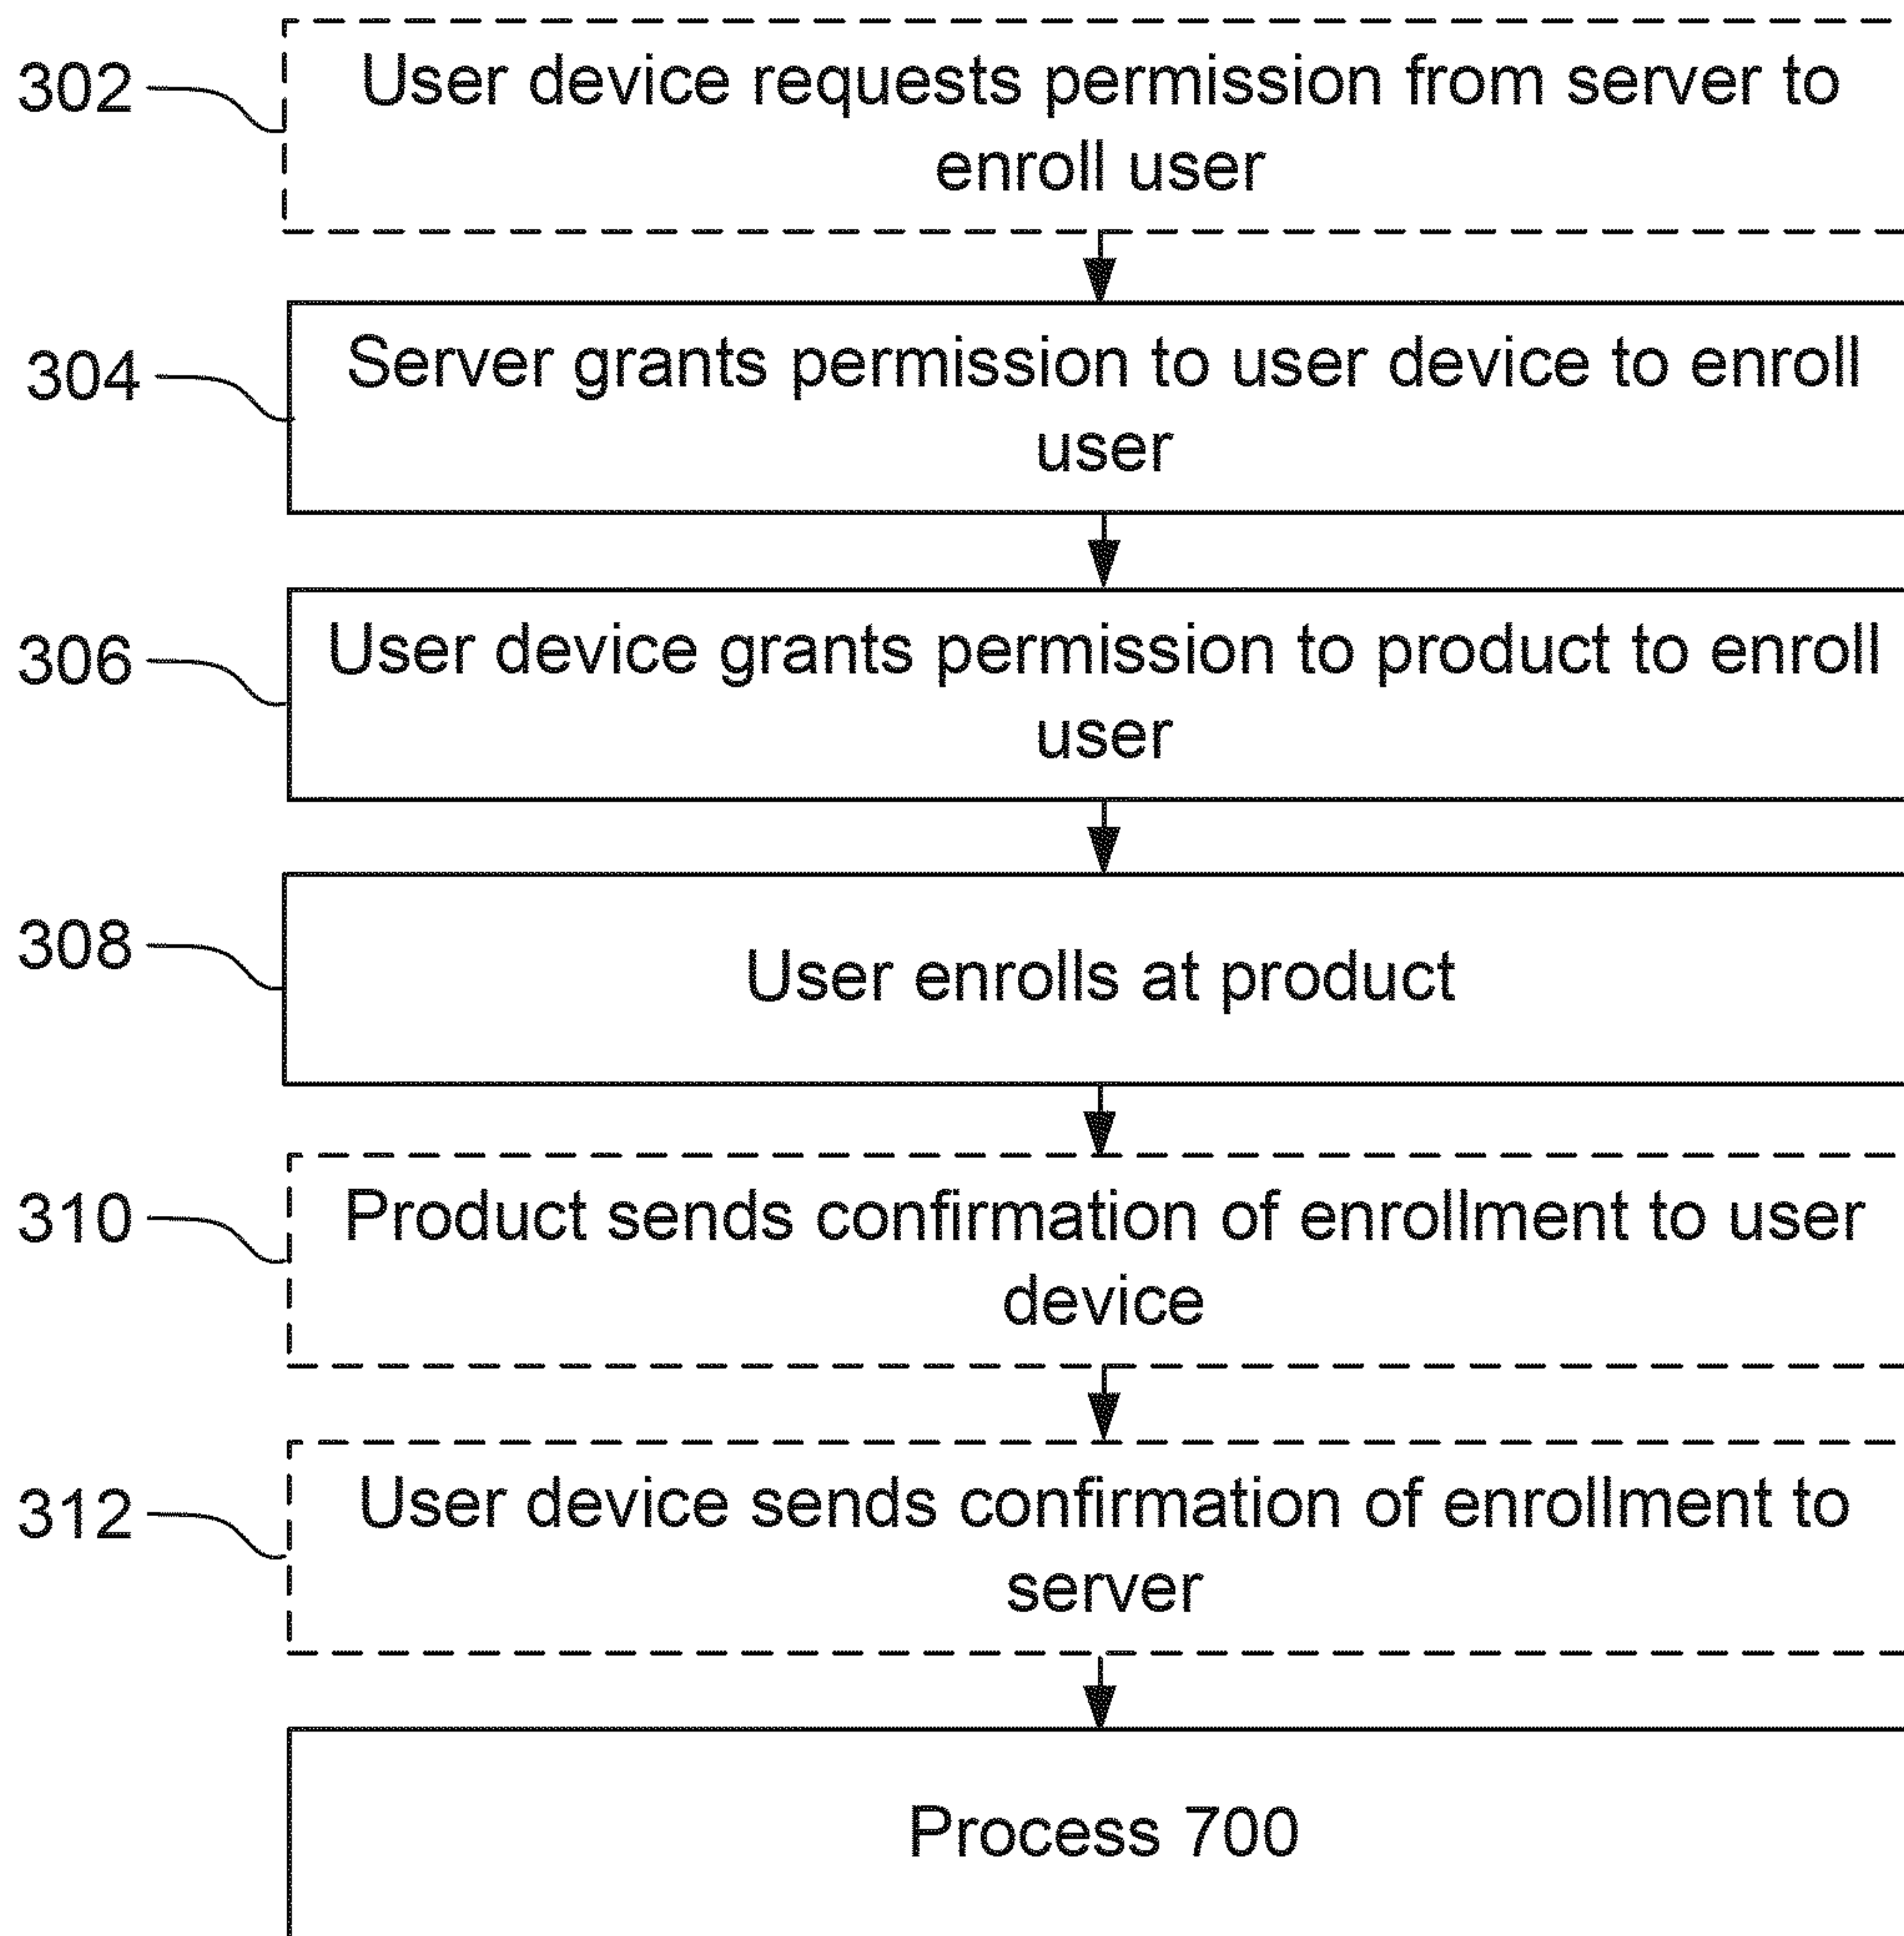 302
User device requests permission from server to
enroll user
304
Server grants permission to user device to enroll
user
306
User device grants permission to product to enroll
user
308
User enrolls at product
310
Product sends confirmation of enrollment to user
device
312
User device sends confirmation of enrollment to
server
Process 700